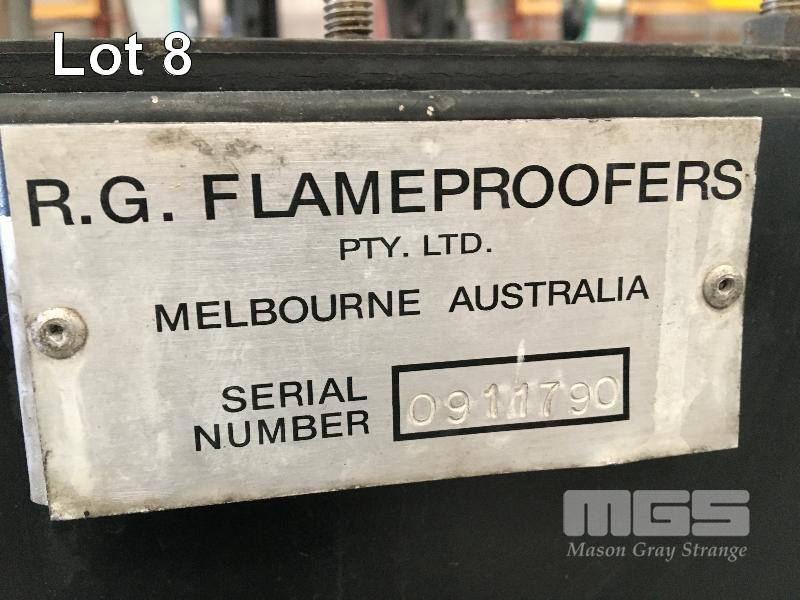 Lot 8
R.G. FLAMEPROOFERS
PTY. LTD.
MELBOURNE AUSTRALIA
SERIAL
NUMBER 0911790
MGS
Mason Gray Strange